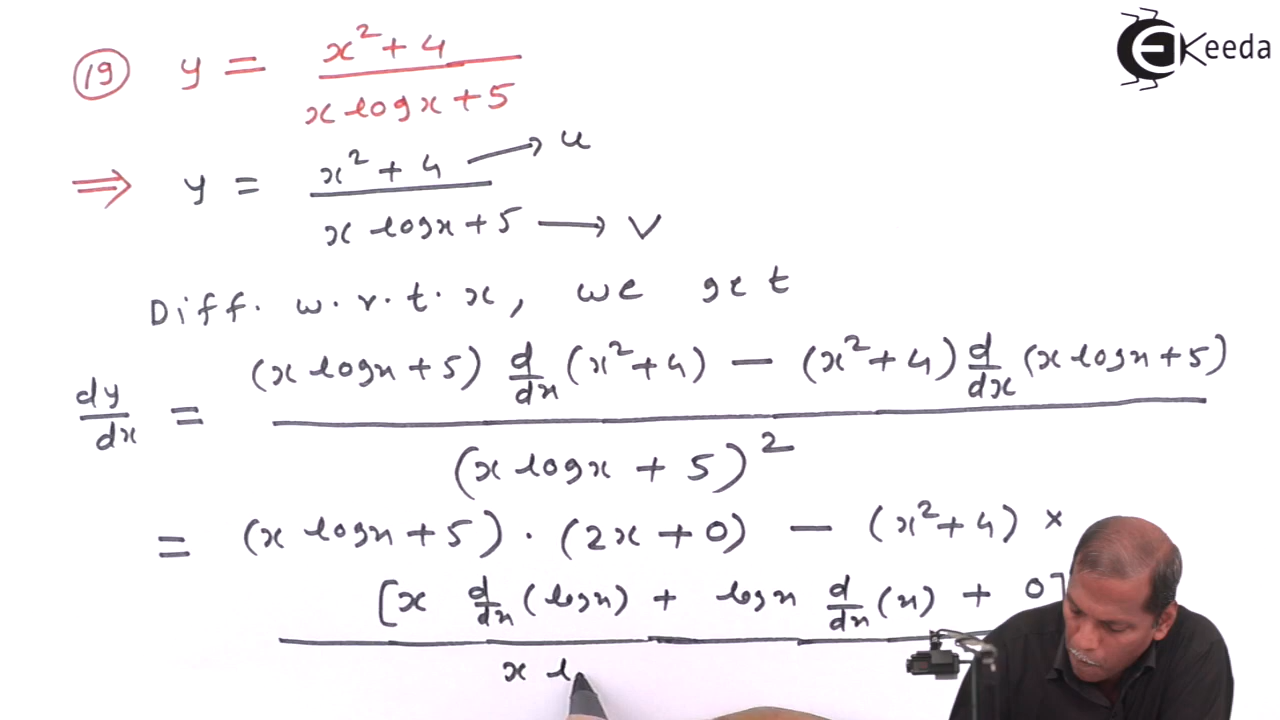 Keeda
(19) y = x² + 4 / x log x + 5
⇒ y = x² + 4 → u / x log x + 5 → V
Diff. w.r.t. x, we get
dy/dx = (x log x + 5) d/dx (x² + 4) − (x² + 4) d/dx (x log x + 5) / (x log x + 5)²
= (x log x + 5) · (2x + 0) − (x² + 4) ×
[x d/dx (log x) + log x d/dx (x) + 0]
x l